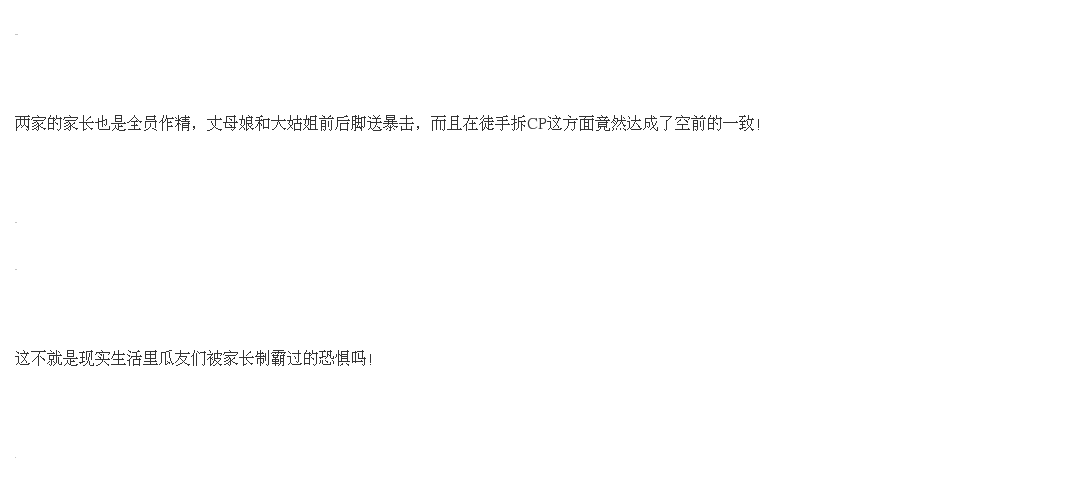 两家的家长也是全员作精，丈母娘和大姑姐前后脚送暴击，而且在徒手拆CP这方面竟然达成了空前的一致!
这不就是现实生活里瓜友们被家长制霸过的恐惧吗!